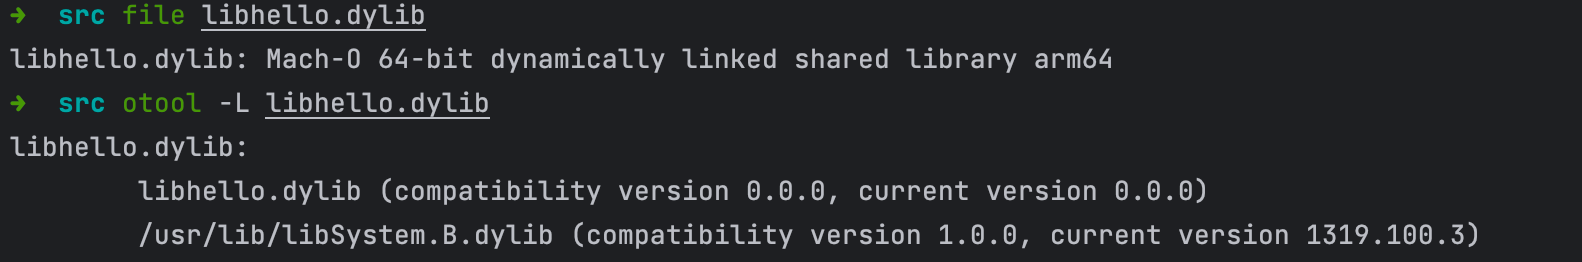 ➜  src file libhello.dylib
libhello.dylib: Mach-O 64-bit dynamically linked shared library arm64
➜  src otool -L libhello.dylib
libhello.dylib:
        libhello.dylib (compatibility version 0.0.0, current version 0.0.0)
        /usr/lib/libSystem.B.dylib (compatibility version 1.0.0, current version 1319.100.3)